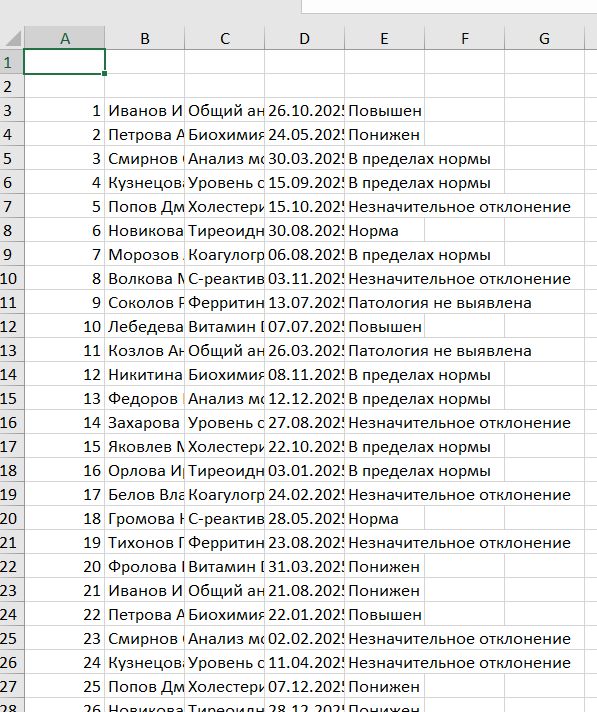 A B C D E F G
1
2
3 1 Иванов И Общий ан 26.10.2025 Повышен
4 2 Петрова А Биохимия 24.05.2025 Понижен
5 3 Смирнов Анализ мо 30.03.2025 В пределах нормы
6 4 Кузнецова Уровень с 15.09.2025 В пределах нормы
7 5 Попов Дм Холестери 15.10.2025 Незначительное отклонение
8 6 Новикова Тиреоидн 30.08.2025 Норма
9 7 Морозов Коагулогр 06.08.2025 В пределах нормы
10 8 Волкова М С-реактив 03.11.2025 Незначительное отклонение
11 9 Соколов Р Ферритин 13.07.2025 Патология не выявлена
12 10 Лебедева Витамин D 07.07.2025 Повышен
13 11 Козлов Ан Общий ан 26.03.2025 Патология не выявлена
14 12 Никитина Биохимия 08.11.2025 В пределах нормы
15 13 Федоров Анализ мо 12.12.2025 В пределах нормы
16 14 Захарова Уровень с 27.08.2025 Незначительное отклонение
17 15 Яковлев М Холестери 22.10.2025 В пределах нормы
18 16 Орлова Ир Тиреоидн 03.01.2025 В пределах нормы
19 17 Белов Вла Коагулогр 24.02.2025 Незначительное отклонение
20 18 Громова Н С-реактив 28.05.2025 Норма
21 19 Тихонов Г Ферритин 23.08.2025 Незначительное отклонение
22 20 Фролова Витамин D 31.03.2025 Понижен
23 21 Иванов И Общий ан 21.08.2025 Понижен
24 22 Петрова А Биохимия 22.01.2025 Повышен
25 23 Смирнов Анализ мо 02.02.2025 Незначительное отклонение
26 24 Кузнецова Уровень с 11.04.2025 Незначительное отклонение
27 25 Попов Дм Холестери 07.12.2025 Понижен
28 26 Новикова Тиреоидн 28.12.2025 Понижен